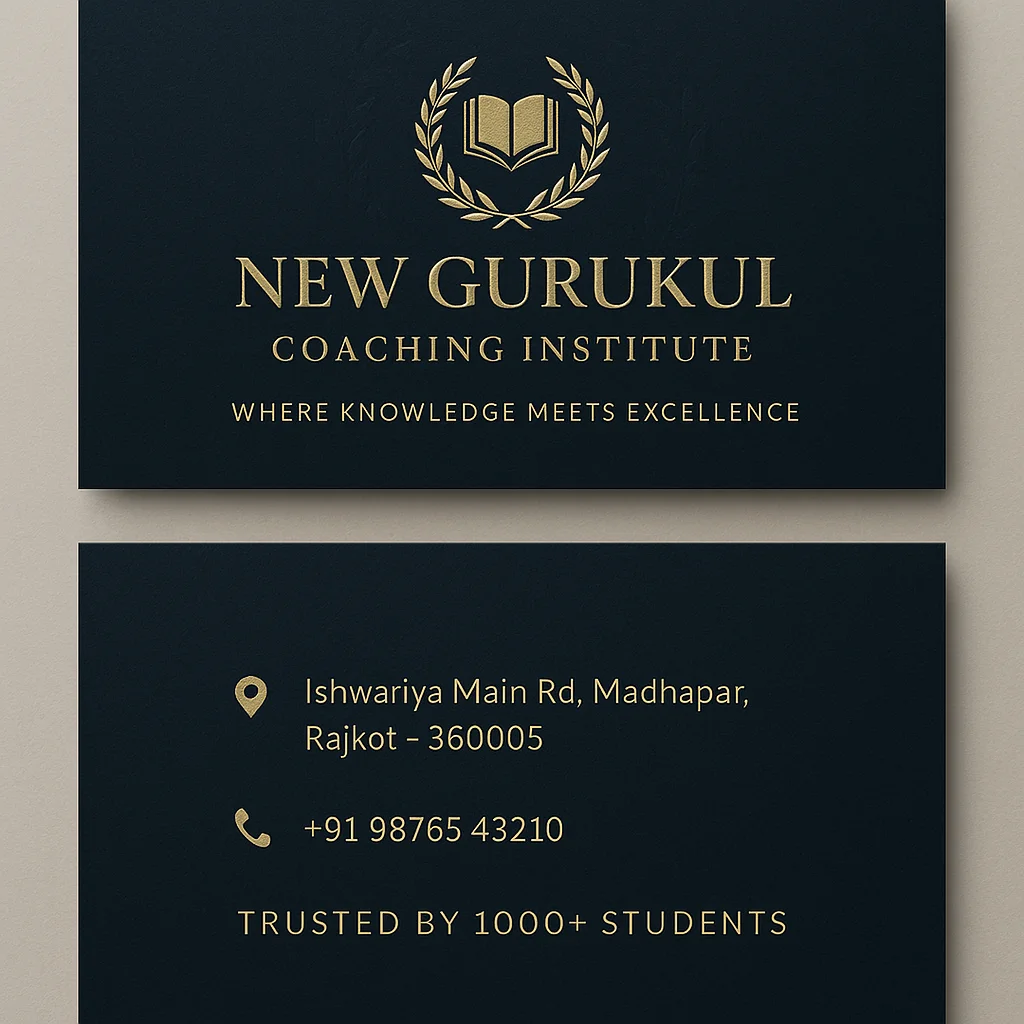 NEW GURUKUL
COACHING INSTITUTE
WHERE KNOWLEDGE MEETS EXCELLENCE
Ishwariya Main Rd, Madhapar,
Rajkot – 360005
+91 98765 43210
TRUSTED BY 1000+ STUDENTS